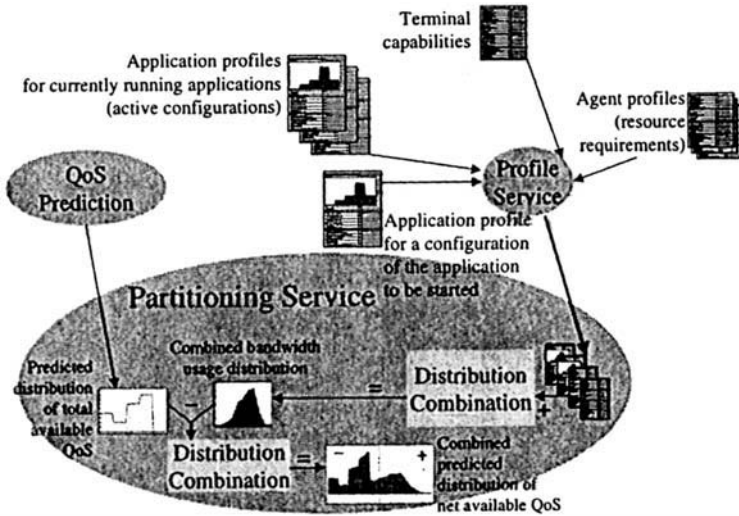 Terminal
capabilities
Application profiles
for currently running applications
(active configurations)
Agent profiles
(resource
requirements)
QoS
Prediction
Profile
Service
Application profile
for a configuration
of the application
to be started
Partitioning Service
Predicted
distribution
of total
available
QoS
Combined bandwidth
usage distribution
=
Distribution
Combination
+
−
Distribution
Combination
=
− +
Combined
predicted
distribution of
net available QoS